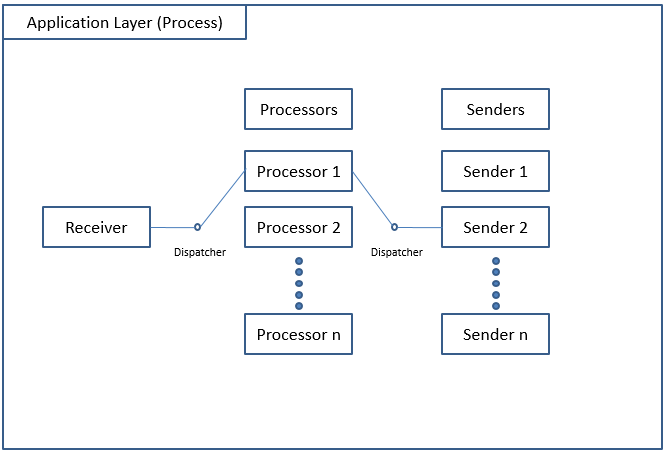 Application Layer (Process)
Processors
Senders
Processor 1
Sender 1
Receiver
Processor 2
Sender 2
Dispatcher
Dispatcher
Processor n
Sender n